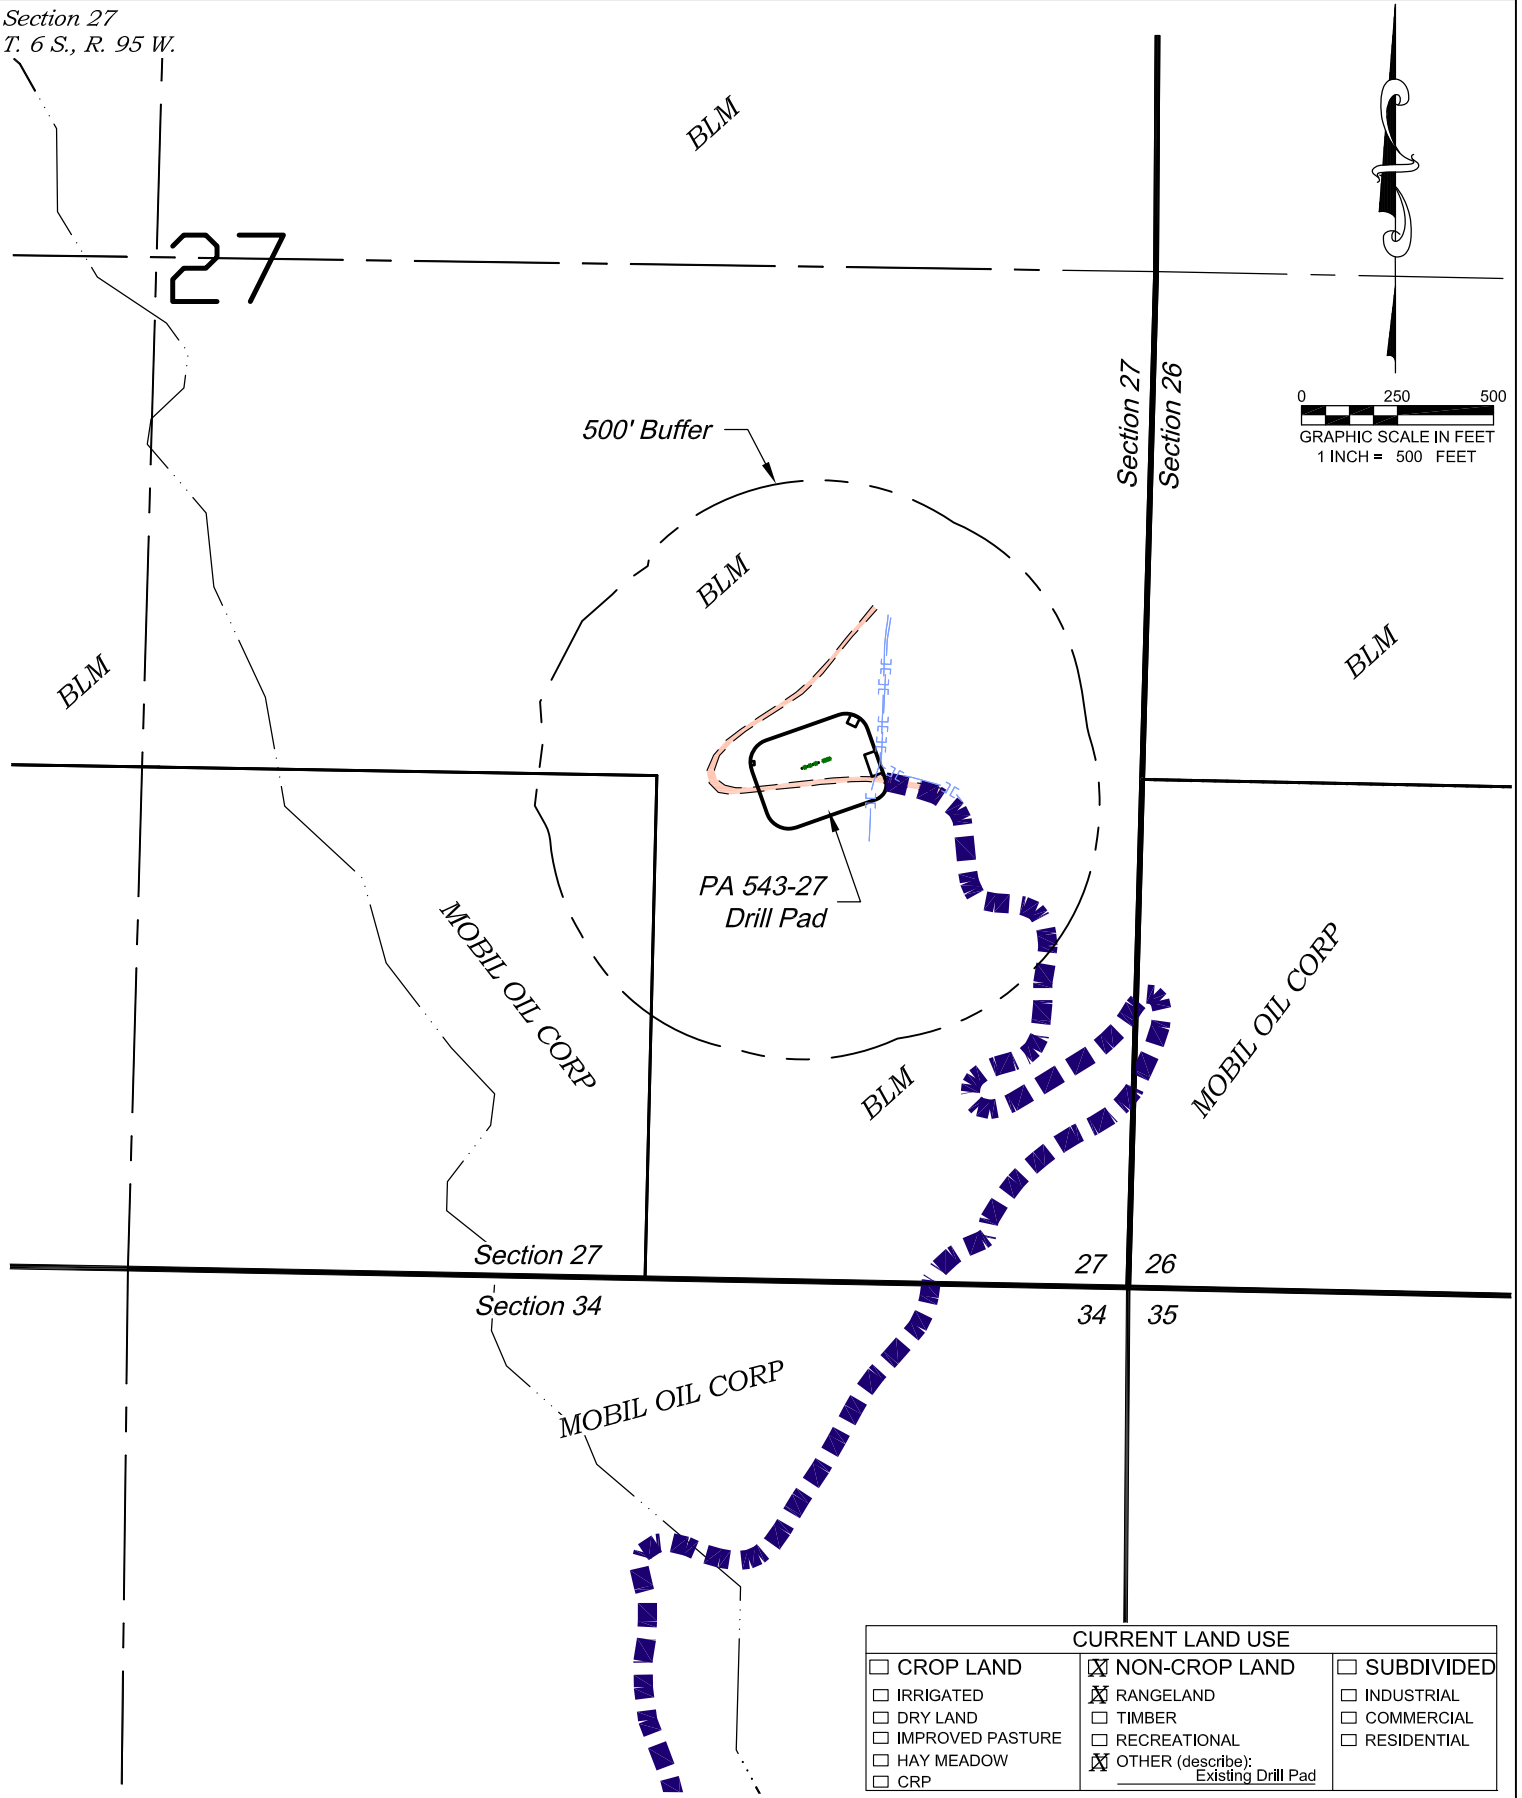 Section 27
T. 6 S., R. 95 W.
BLM
27
Section 27
Section 26
0 250 500
GRAPHIC SCALE IN FEET
1 INCH = 500 FEET
500' Buffer
BLM
BLM
BLM
PA 543-27
Drill Pad
MOBIL OIL CORP
MOBIL OIL CORP
BLM
Section 27
27 26
Section 34
34 35
MOBIL OIL CORP
CURRENT LAND USE
CROP LAND
IRRIGATED
DRY LAND
IMPROVED PASTURE
HAY MEADOW
CRP
X NON-CROP LAND
X RANGELAND
TIMBER
RECREATIONAL
X OTHER (describe):
Existing Drill Pad
SUBDIVIDED
INDUSTRIAL
COMMERCIAL
RESIDENTIAL